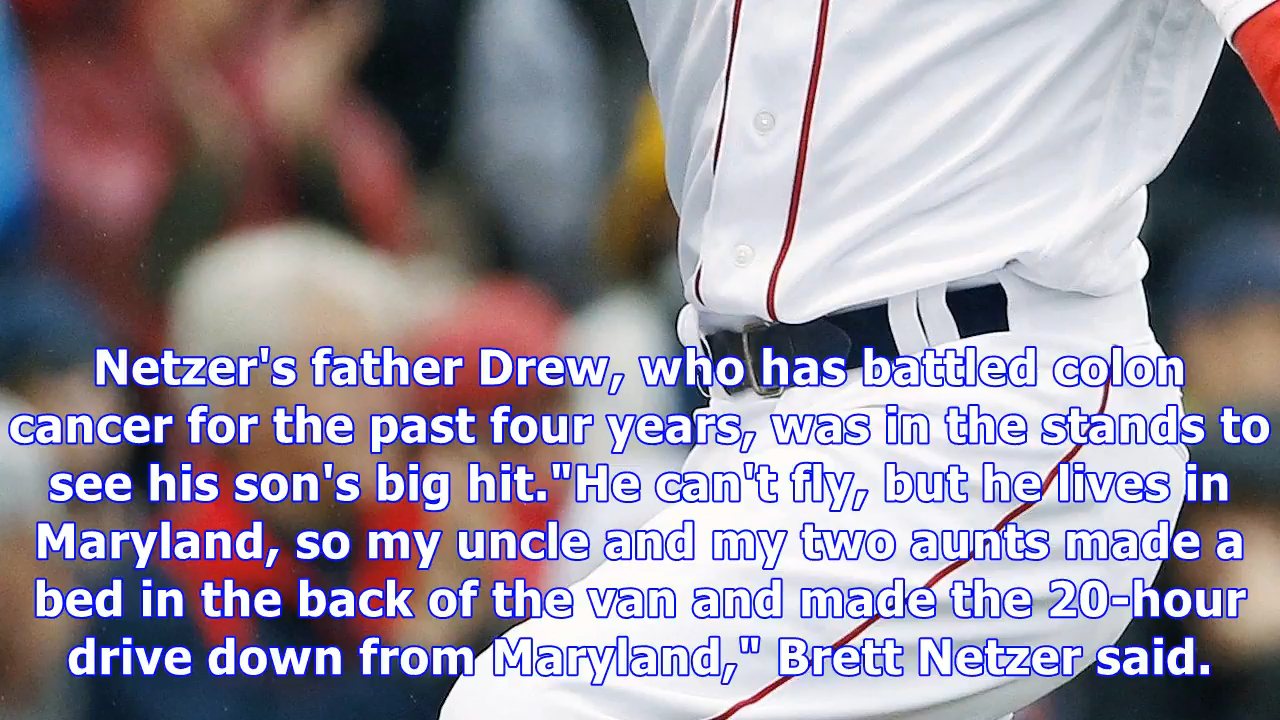 Netzer's father Drew, who has battled colon
cancer for the past four years, was in the stands to
see his son's big hit."He can't fly, but he lives in
Maryland, so my uncle and my two aunts made a
bed in the back of the van and made the 20-hour
drive down from Maryland," Brett Netzer said.